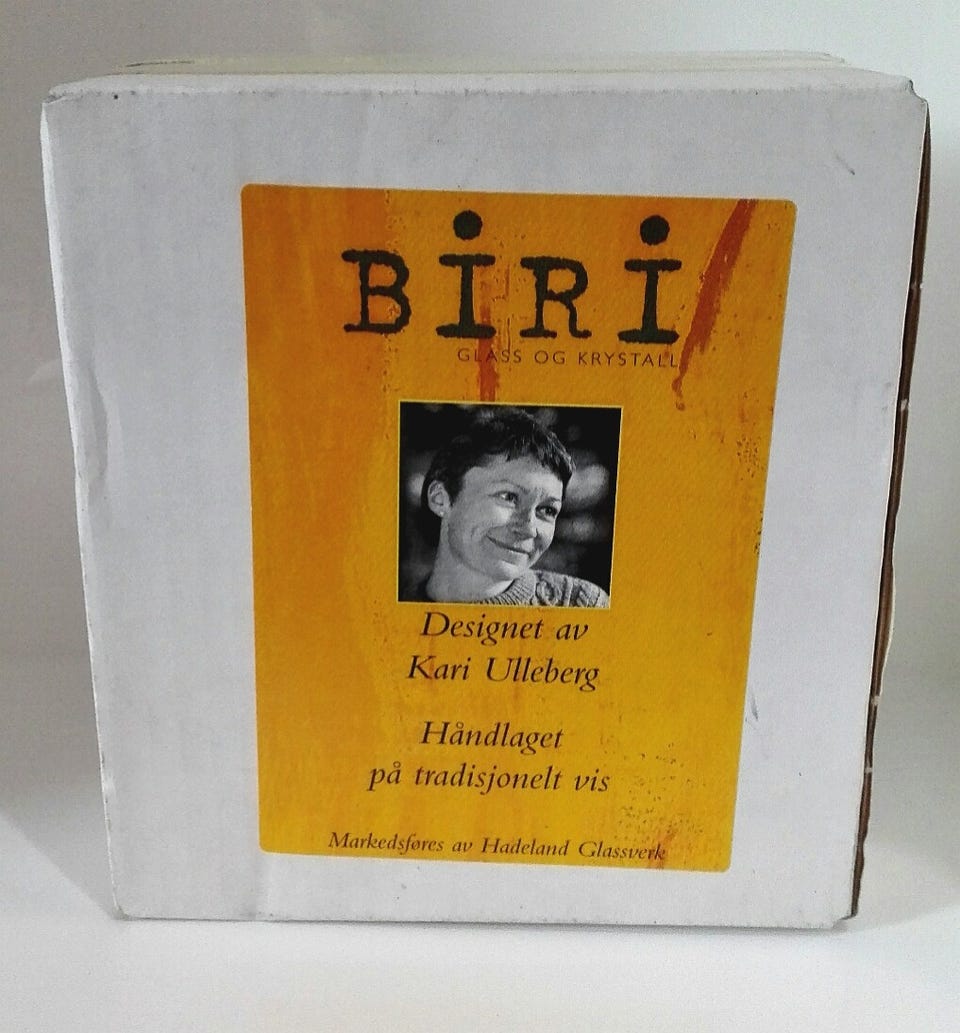 BiRi
GLASS OG KRYSTALL
Designet av
Kari Ulleberg
Håndlaget
på tradisjonelt vis
Markedsføres av Hadeland Glassverk